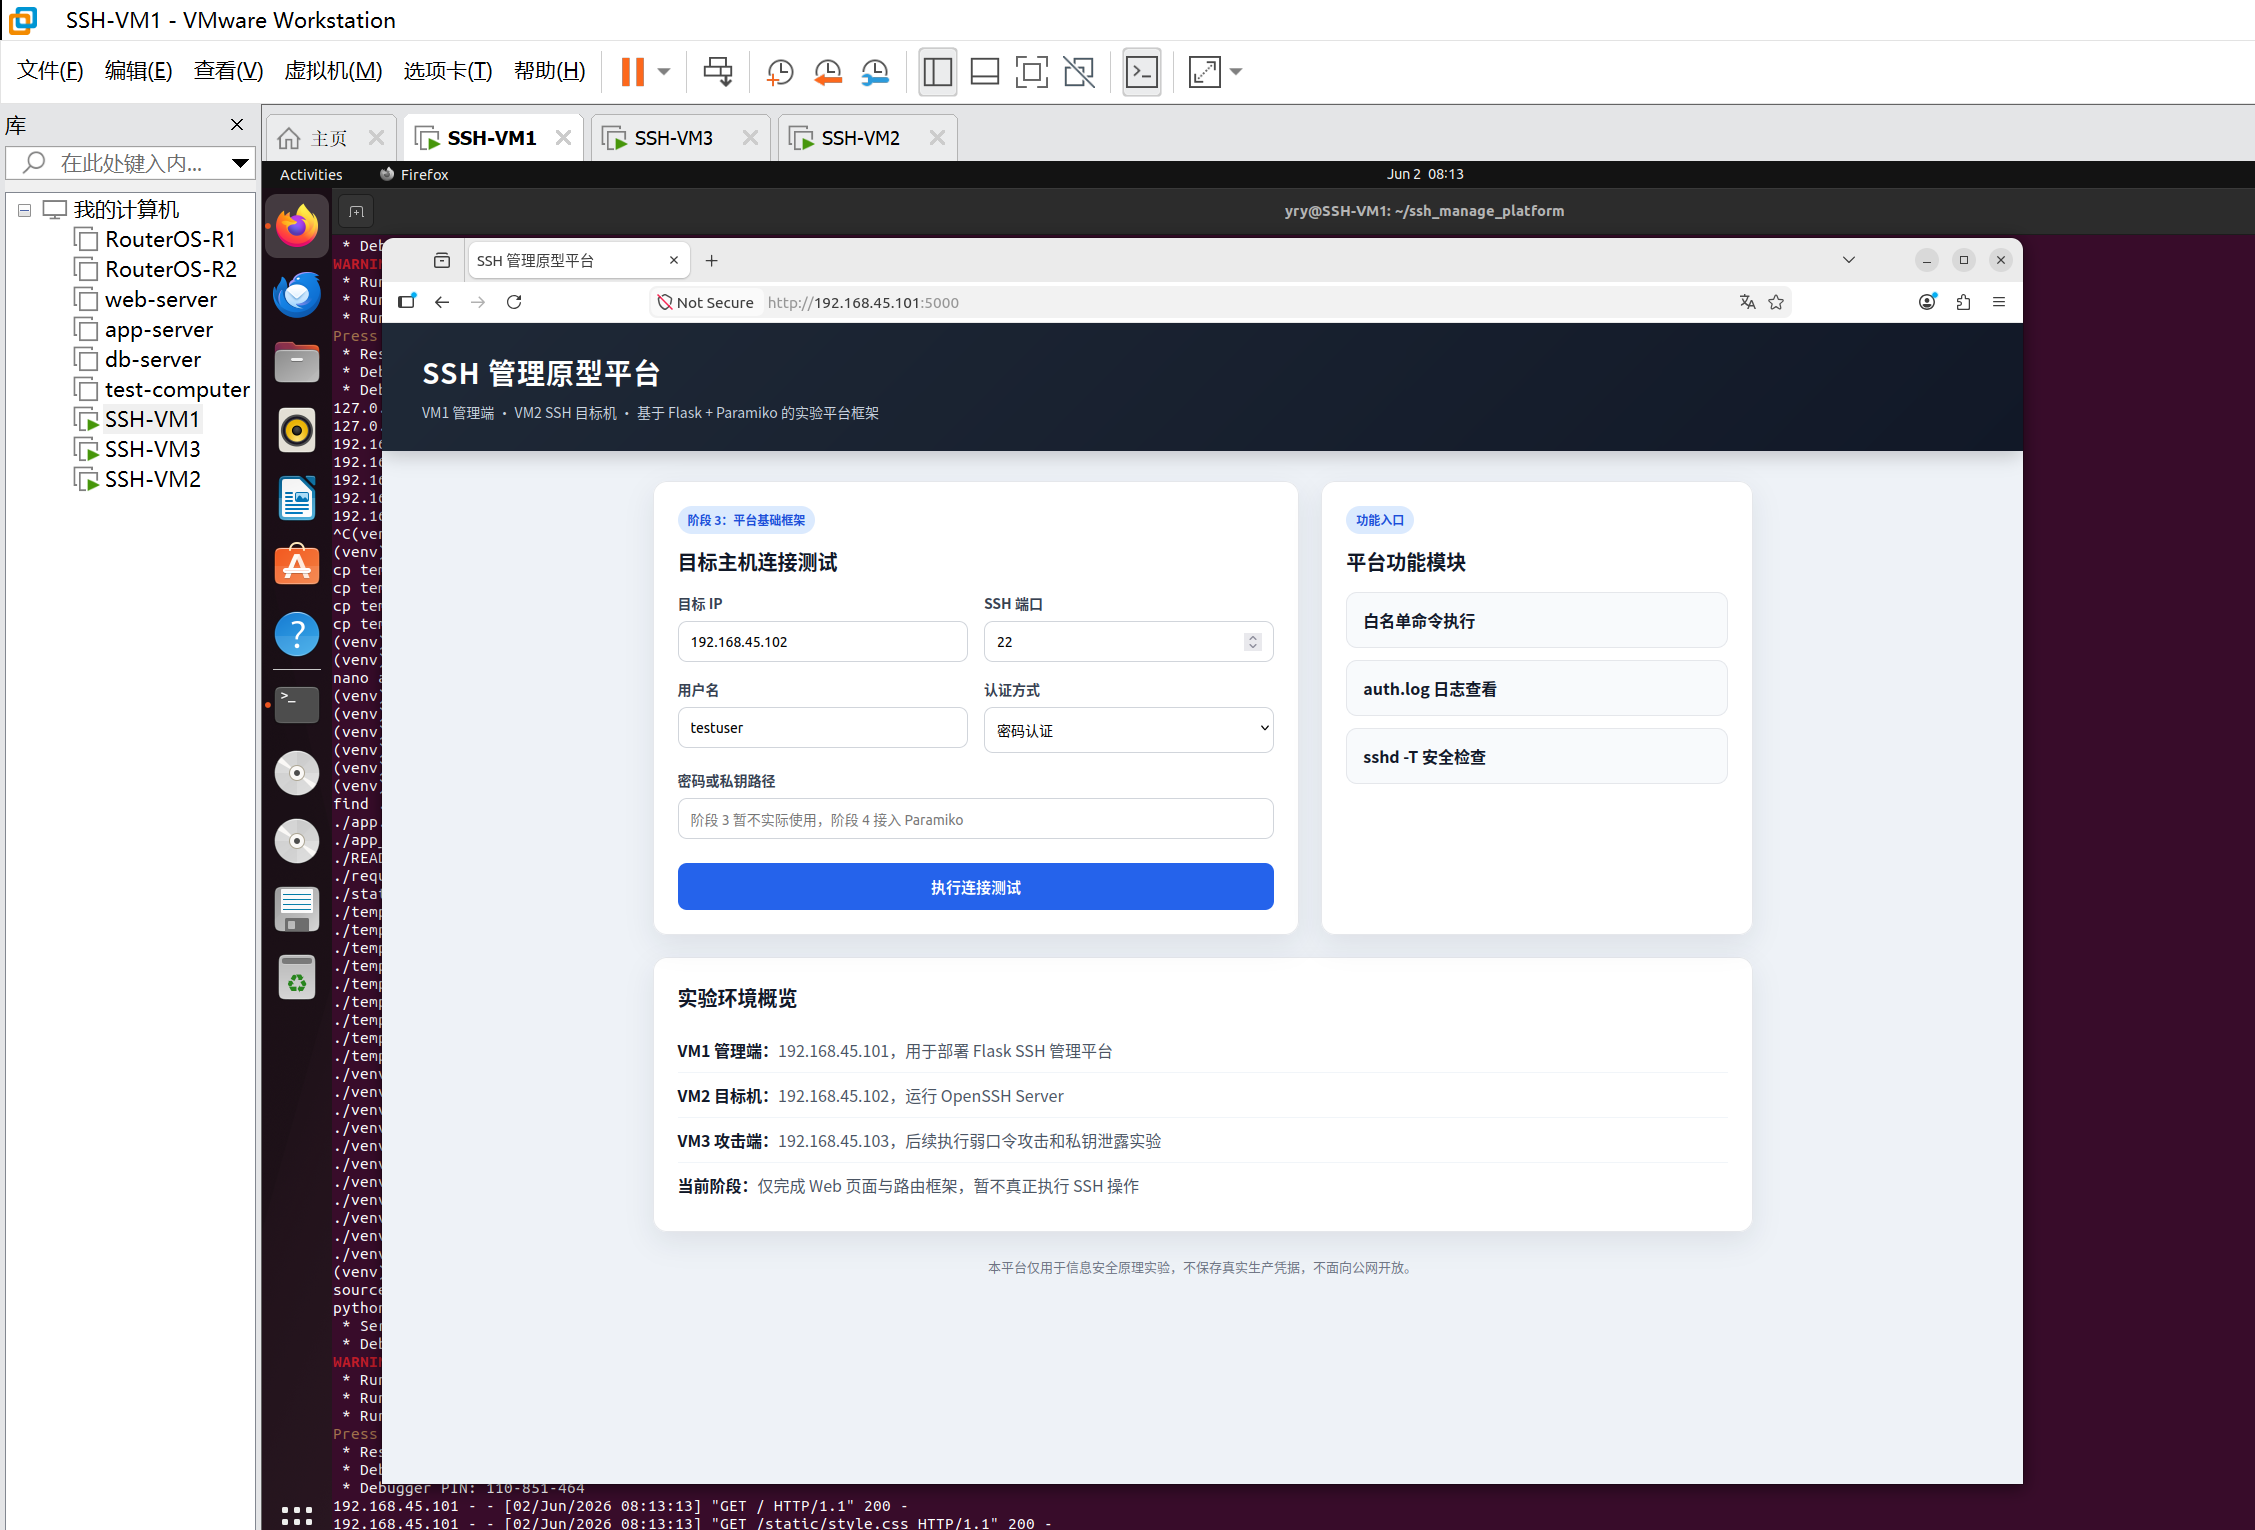 SSH-VM1 - VMware Workstation
文件(F) 编辑(E) 查看(V) 虚拟机(M) 选项卡(T) 帮助(H)
库
在此处键入内...
我的计算机
RouterOS-R1
RouterOS-R2
web-server
app-server
db-server
test-computer
SSH-VM1
SSH-VM3
SSH-VM2
主页 SSH-VM1 SSH-VM3 SSH-VM2
Activities Firefox Jun 2 08:13
yry@SSH-VM1: ~/ssh_manage_platform
SSH 管理原型平台
Not Secure http://192.168.45.101:5000
SSH 管理原型平台
VM1 管理端 · VM2 SSH 目标机 · 基于 Flask + Paramiko 的实验平台框架
阶段 3：平台基础框架
目标主机连接测试
目标 IP
192.168.45.102
SSH 端口
22
用户名
testuser
认证方式
密码认证
密码或私钥路径
阶段 3 暂不实际使用，阶段 4 接入 Paramiko
执行连接测试
功能入口
平台功能模块
白名单命令执行
auth.log 日志查看
sshd -T 安全检查
实验环境概览
VM1 管理端：192.168.45.101，用于部署 Flask SSH 管理平台
VM2 目标机：192.168.45.102，运行 OpenSSH Server
VM3 攻击端：192.168.45.103，后续执行弱口令攻击和私钥泄露实验
当前阶段：仅完成 Web 页面与路由框架，暂不真正执行 SSH 操作
本平台仅用于信息安全原理实验，不保存真实生产凭据，不面向公网开放。
* Debugger PIN: 110-851-464
192.168.45.101 - - [02/Jun/2026 08:13:13] "GET / HTTP/1.1" 200 -
192.168.45.101 - - [02/Jun/2026 08:13:13] "GET /static/style.css HTTP/1.1" 200 -